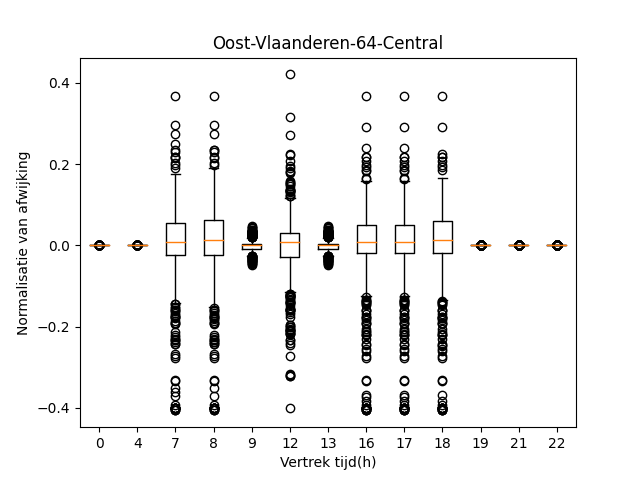 Oost-Vlaanderen-64-Central
Normalisatie van afwijking
0.4
0.2
0.0
−0.2
−0.4
0 4 7 8 9 12 13 16 17 18 19 21 22
Vertrek tijd(h)